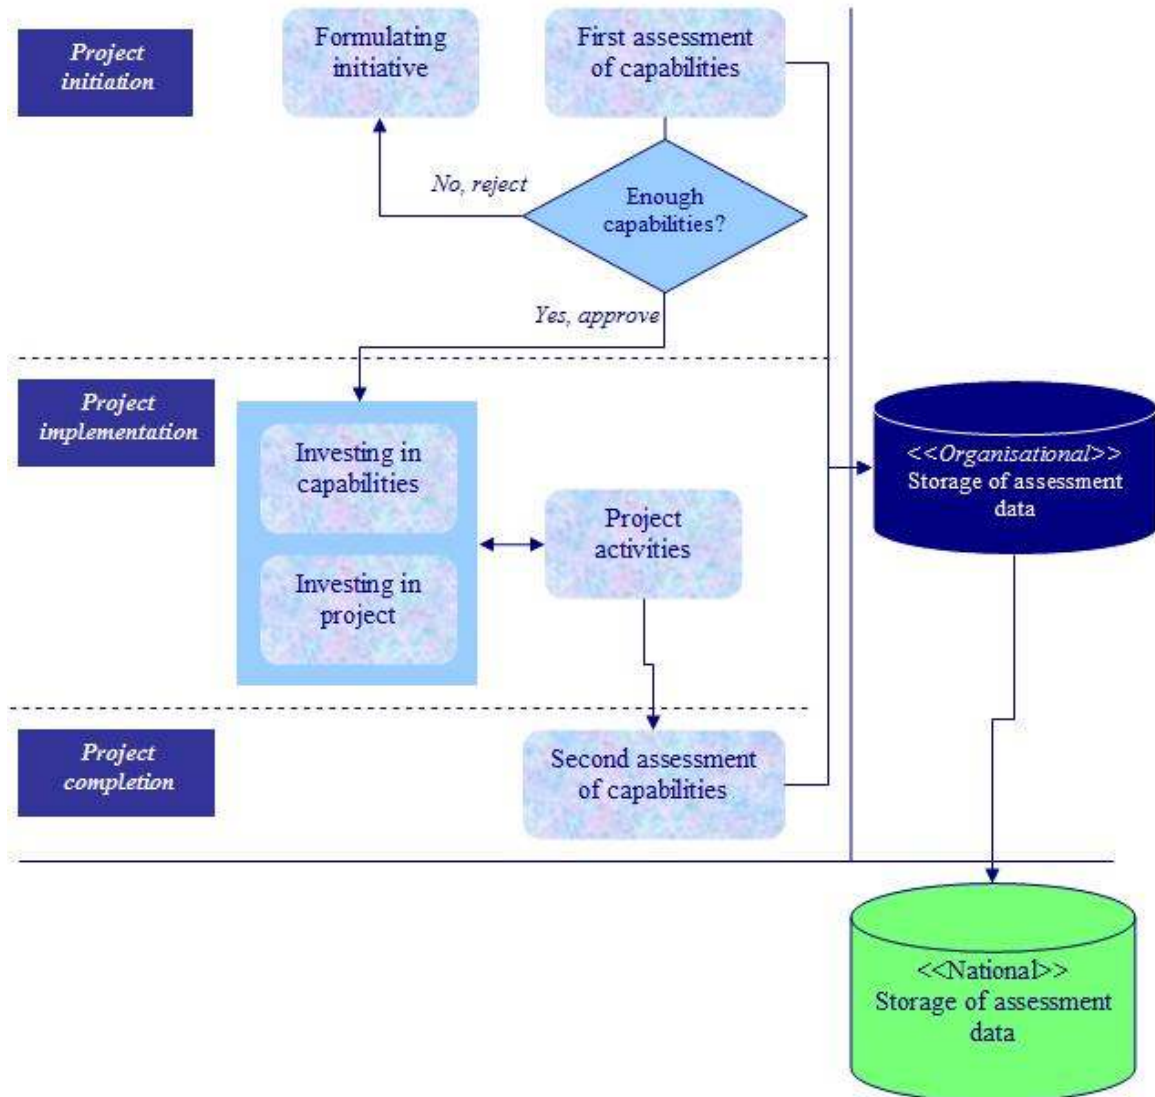 Project
initiation
Formulating
initiative
First assessment
of capabilities
No, reject
Enough
capabilities?
Yes, approve
Project
implementation
Investing in
capabilities
Investing in
project
Project
activities
<<Organisational>>
Storage of assessment
data
Project
completion
Second assessment
of capabilities
<<National>>
Storage of assessment
data